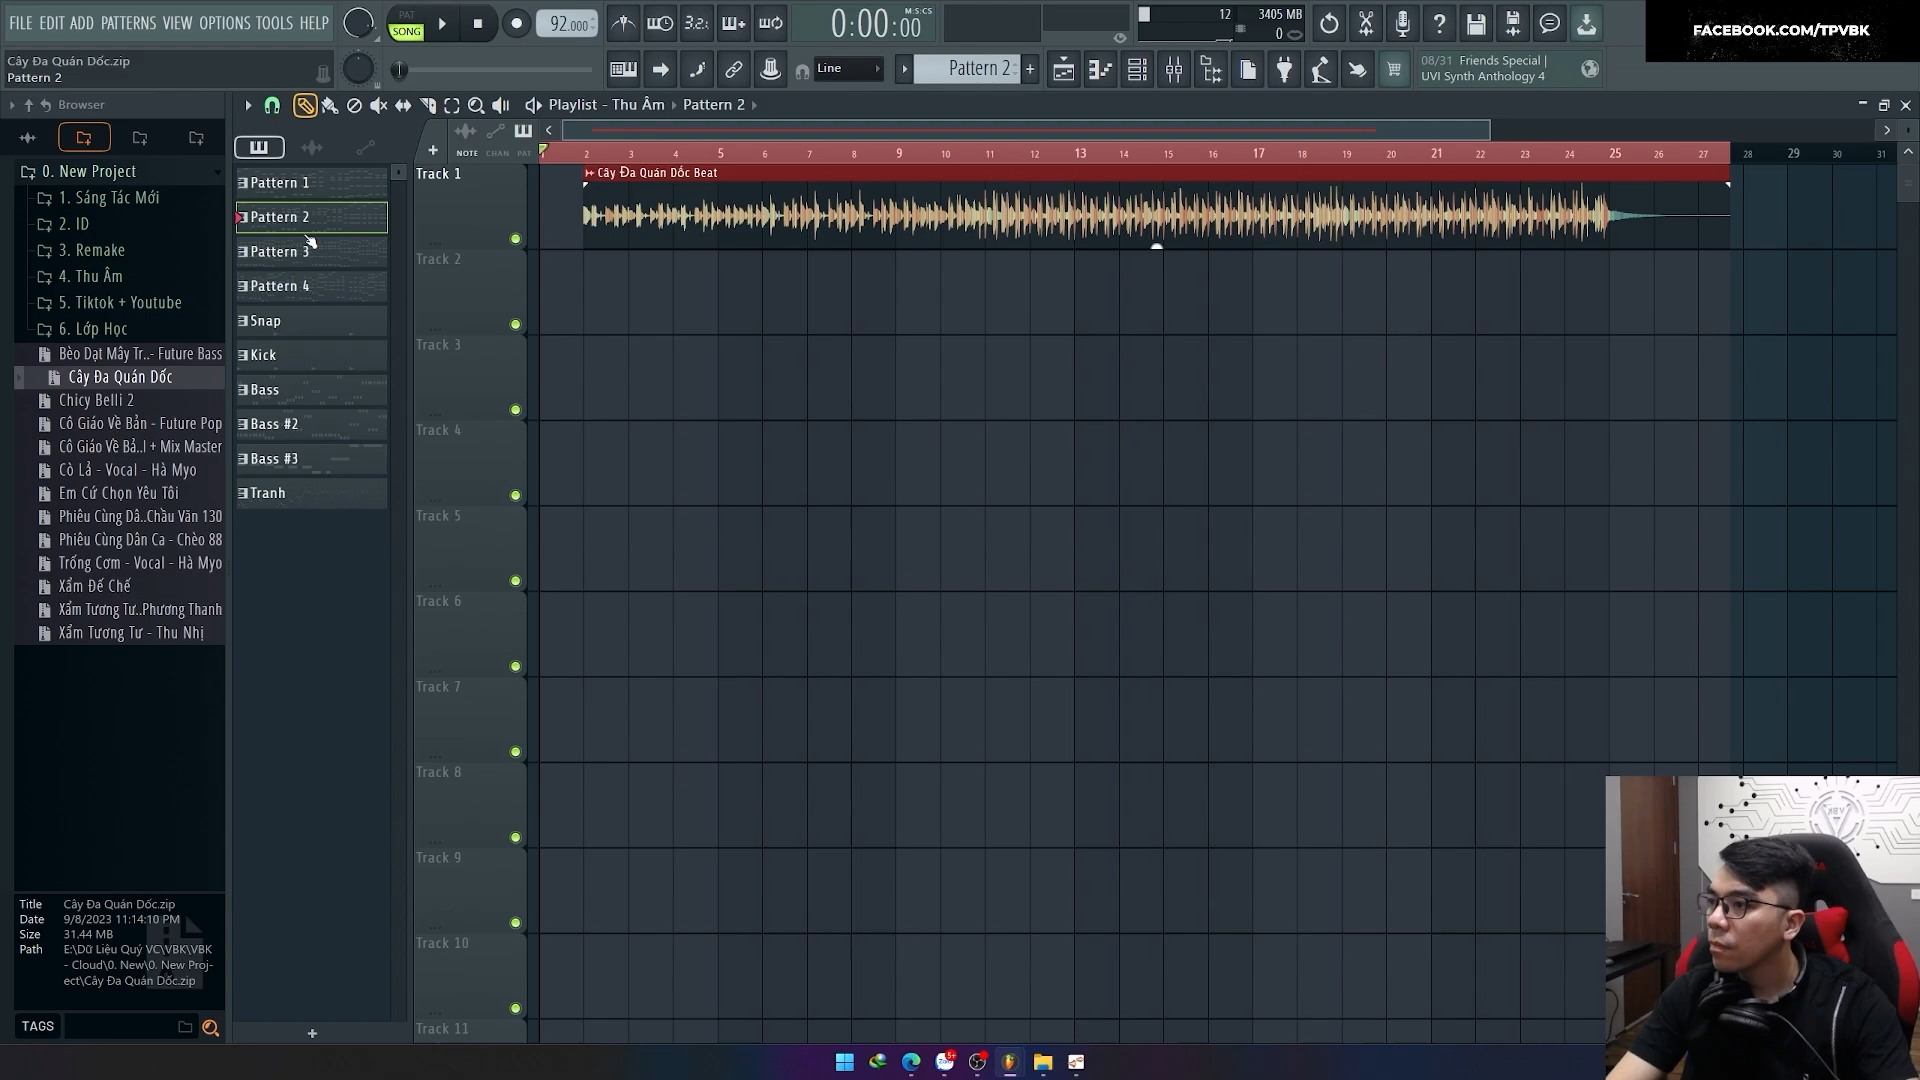 FILE EDIT ADD PATTERNS VIEW OPTIONS TOOLS HELP
PAT
SONG
92.000
M:S:CS
0:00:00
12
3405 MB
0
FACEBOOK.COM/TPVBK
Cây Đa Quán Dốc.zip
Pattern 2
Line
Pattern 2
+
08/31 Friends Special |
UVI Synth Anthology 4
Browser
Playlist - Thu Âm › Pattern 2
NOTE CHAN PAT
1 2 3 4 5 6 7 8 9 10 11 12 13 14 15 16 17 18 19 20 21 22 23 24 25 26 27 28 29 30 31
0. New Project
1. Sáng Tác Mới
2. ID
3. Remake
4. Thu Âm
5. Tiktok + Youtube
6. Lớp Học
Bèo Dạt Mây Tr..- Future Bass
Cây Đa Quán Dốc
Chicy Belli 2
Cô Giáo Về Bản - Future Pop
Cô Giáo Về Bả..l + Mix Master
Cò Lả - Vocal - Hà Myo
Em Cứ Chọn Yêu Tôi
Phiêu Cùng Dâ..Chầu Văn 130
Phiêu Cùng Dân Ca - Chèo 88
Trống Cơm - Vocal - Hà Myo
Xẩm Đế Chế
Xẩm Tương Tư..Phương Thanh
Xẩm Tương Tư - Thu Nhị
Pattern 1
Pattern 2
Pattern 3
Pattern 4
Snap
Kick
Bass
Bass #2
Bass #3
Tranh
Track 1
Cây Đa Quán Dốc Beat
Track 2
Track 3
Track 4
Track 5
Track 6
Track 7
Track 8
Track 9
Track 10
Track 11
Title Cây Đa Quán Dốc.zip
Date 9/8/2023 11:14:10 PM
Size 31.44 MB
Path E:\Dữ Liệu Quý VC\VBK\VBK
- Cloud\0. New\0. New Proj-
ect\Cây Đa Quán Dốc.zip
TAGS
VBK
5+
Zalo